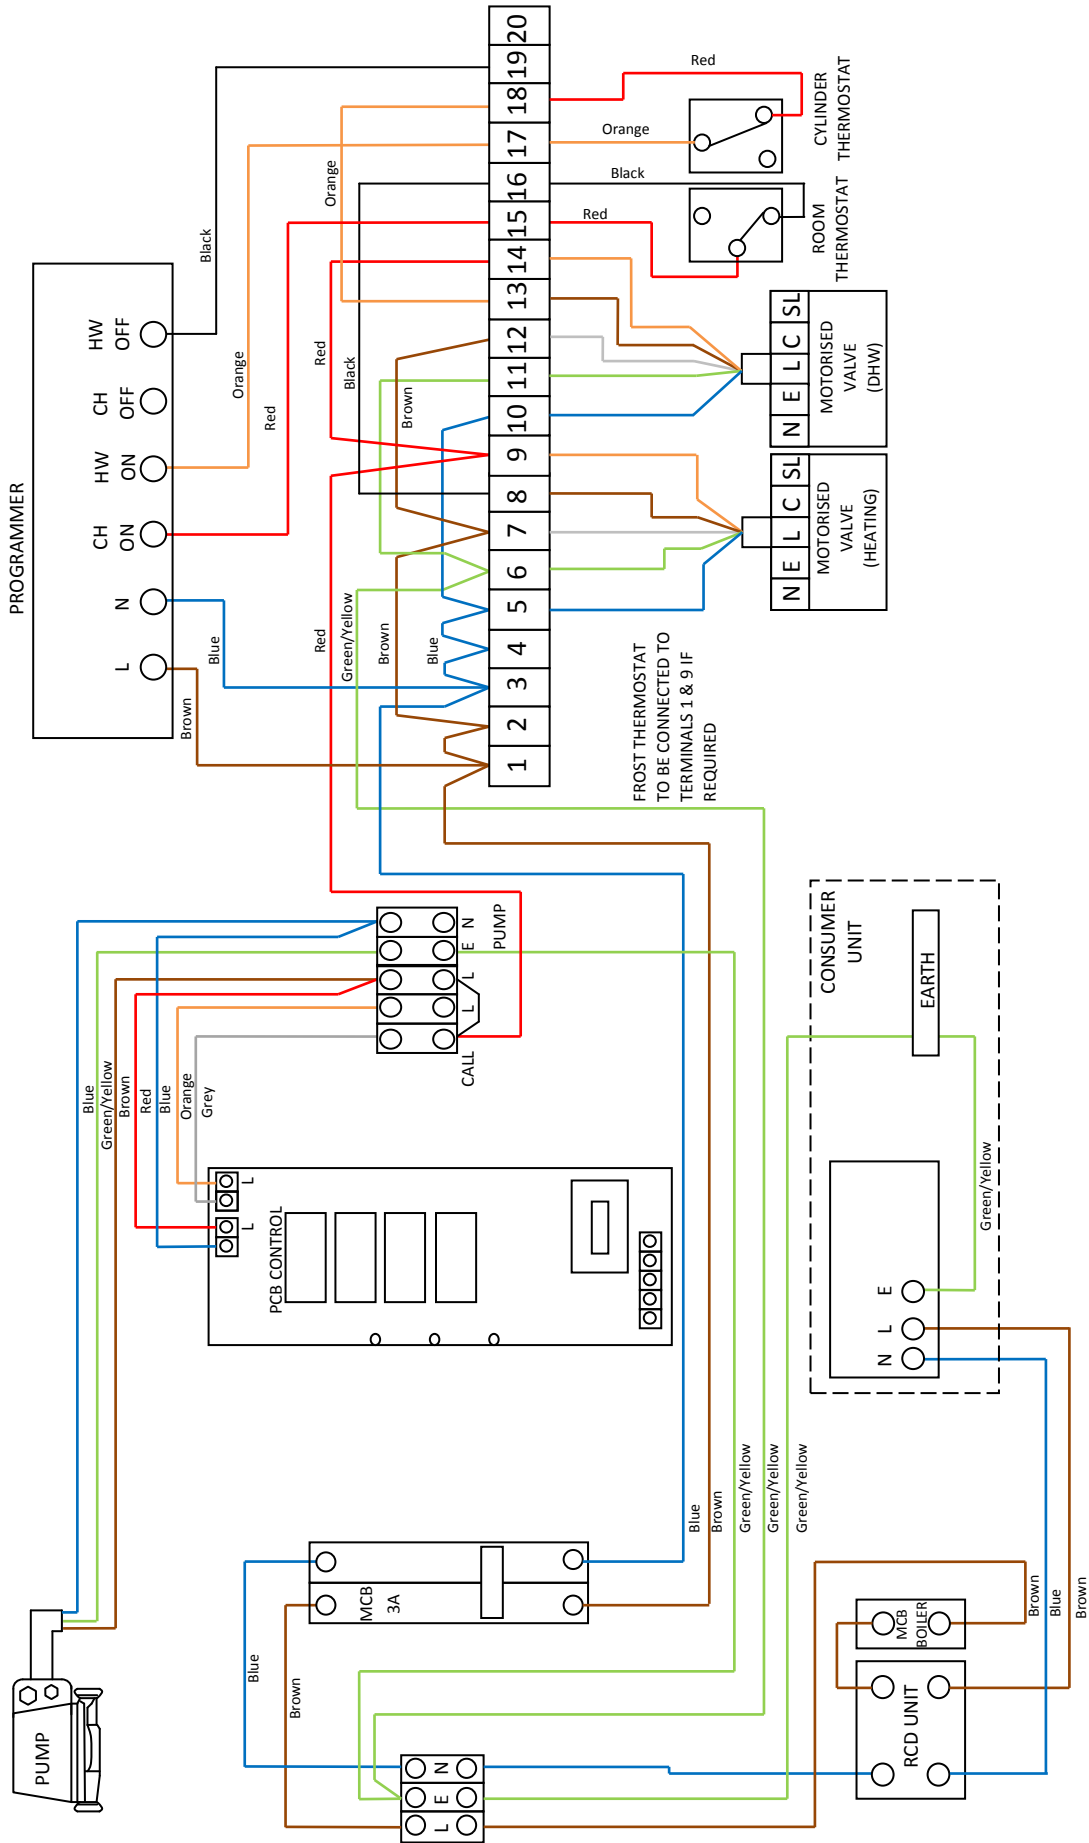 PROGRAMMER
L
N
CH
ON
HW
ON
CH
OFF
HW
OFF
Brown
Blue
Red
Orange
Black
1
2
3
4
5
6
7
8
9
10
11
12
13
14
15
16
17
18
19
20
Red
Green/Yellow
Brown
Blue
Red
Black
Brown
Orange
Red
Orange
Black
Red
CYLINDER
THERMOSTAT
ROOM
THERMOSTAT
N E L C SL
MOTORISED
VALVE
(DHW)
N E L C SL
MOTORISED
VALVE
(HEATING)
FROST THERMOSTAT
TO BE CONNECTED TO
TERMINALS 1 & 9 IF
REQUIRED
Blue
Green/Yellow
Brown
Red
Blue
Orange
Grey
CALL
L
L
E
N
PUMP
PCB CONTROL
L
L
CONSUMER
UNIT
EARTH
N
L
E
Green/Yellow
Blue
Brown
Green/Yellow
Green/Yellow
Green/Yellow
MCB
3A
Blue
Brown
PUMP
L
E
N
MCB
BOILER
RCD UNIT
Brown
Blue
Brown